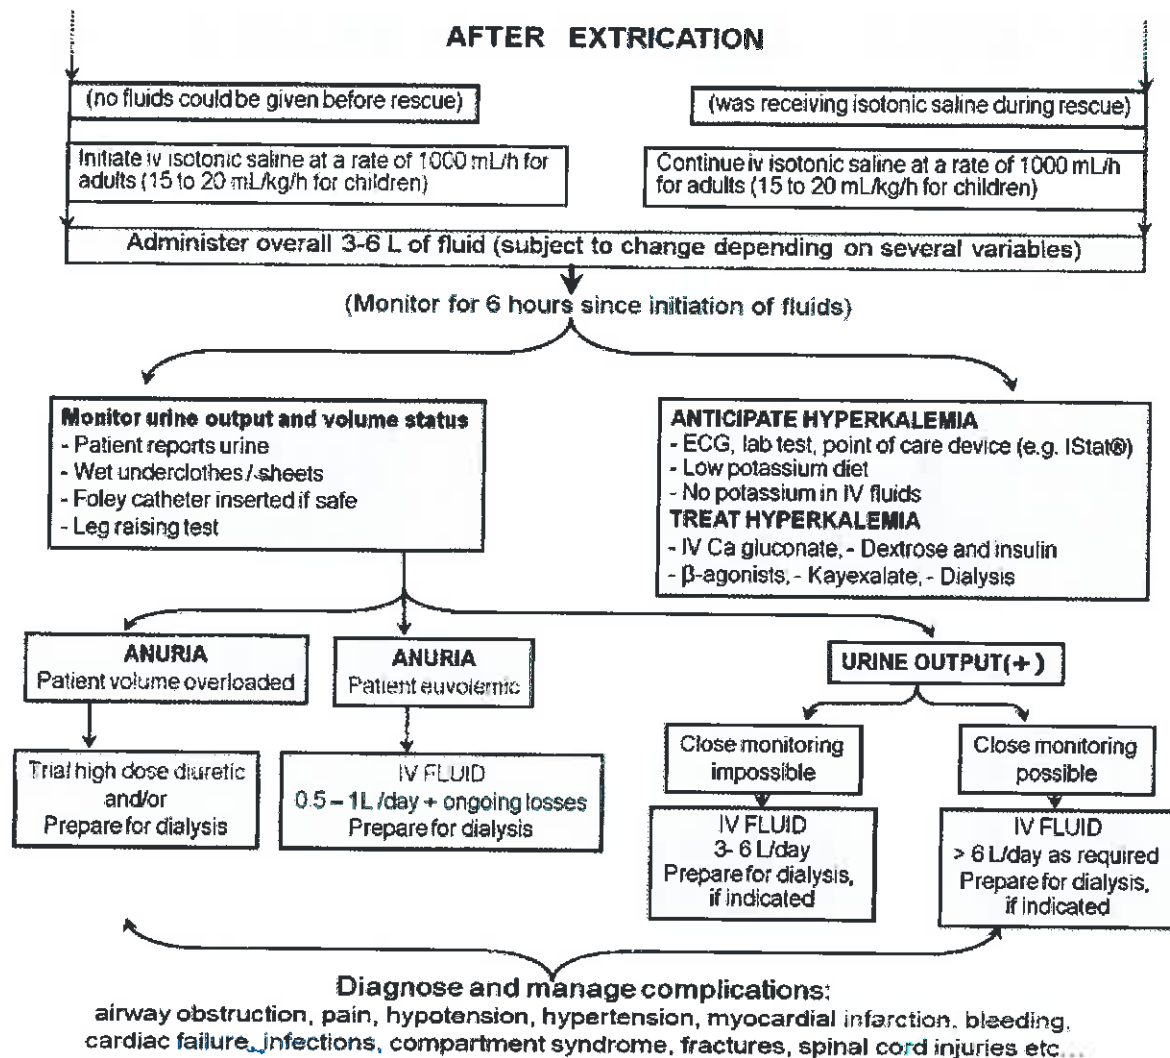 AFTER EXTRICATION
(no fluids could be given before rescue)
(was receiving isotonic saline during rescue)
Initiate iv isotonic saline at a rate of 1000 mL/h for
adults (15 to 20 mL/kg/h for children)
Continue iv isotonic saline at a rate of 1000 mL/h
for adults (15 to 20 mL/kg/h for children)
Administer overall 3-6 L of fluid (subject to change depending on several variables)
(Monitor for 6 hours since initiation of fluids)
Monitor urine output and volume status
- Patient reports urine
- Wet underclothes/sheets
- Foley catheter inserted if safe
- Leg raising test
ANTICIPATE HYPERKALEMIA
- ECG, lab test, point of care device (e.g. IStat®)
- Low potassium diet
- No potassium in IV fluids
TREAT HYPERKALEMIA
- IV Ca gluconate, - Dextrose and insulin
- β-agonists, - Kayexalate, - Dialysis
ANURIA
Patient volume overloaded
ANURIA
Patient euvolemic
URINE OUTPUT(+)
Trial high dose diuretic
and/or
Prepare for dialysis
IV FLUID
0.5 – 1L /day + ongoing losses
Prepare for dialysis
Close monitoring
impossible
Close monitoring
possible
IV FLUID
3- 6 L/day
Prepare for dialysis,
if indicated
IV FLUID
> 6 L/day as required
Prepare for dialysis,
if indicated
Diagnose and manage complications:
airway obstruction, pain, hypotension, hypertension, myocardial infarction, bleeding,
cardiac failure, infections, compartment syndrome, fractures, spinal cord injuries etc....